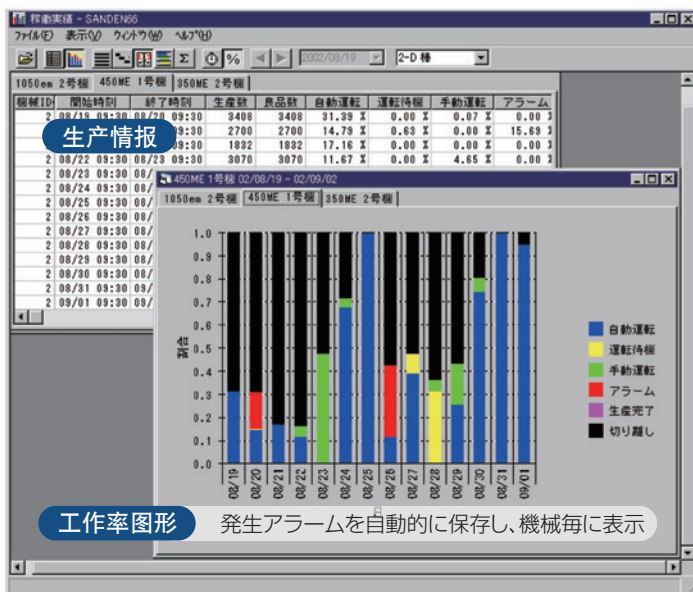 稼働実績 - SANDEN66
ファイル(F) 表示(V) ウィンドウ(W) ヘルプ(H)
Σ % 2002/08/19 2-D 棒
1050em 2号機 450ME 1号機 350ME 2号機
機械ID 開始時刻 終了時刻 生産数 良品数 自動運転 運転待機 手動運転 アラーム
2 08/19 09:30 08/20 09:30 3408 3408 31.39 % 0.00 % 0.07 % 0.00 %
09:30 2700 2700 14.79 % 0.63 % 0.00 % 15.69 %
09:30 1832 1832 17.16 % 0.00 % 0.00 % 0.00 %
生产情报
2 08/22 09:30 08/23 09:30 3070 3070 11.67 % 0.00 % 4.65 % 0.00 %
2 08/23 09:30 08/
2 08/24 09:30 08/
2 08/25 09:30 08/
2 08/26 09:30 08/
2 08/27 09:30 08/
2 08/28 09:30 08/
2 08/29 09:30 08/
2 08/30 09:30 08/
2 08/31 09:30 09/
2 09/01 09:30 09/
450ME 1号機 02/08/19 - 02/09/02
1050em 2号機 450ME 1号機 350ME 2号機
割合
1.0
0.9
0.8
0.7
0.6
0.5
0.4
0.3
0.2
0.1
0.0
08/19 08/20 08/21 08/22 08/23 08/24 08/25 08/26 08/27 08/28 08/29 08/30 08/31 09/01
日
自動運転
運転待機
手動運転
アラーム
生産完了
切り離し
工作率图形 発生アラームを自動的に保存し、機械毎に表示